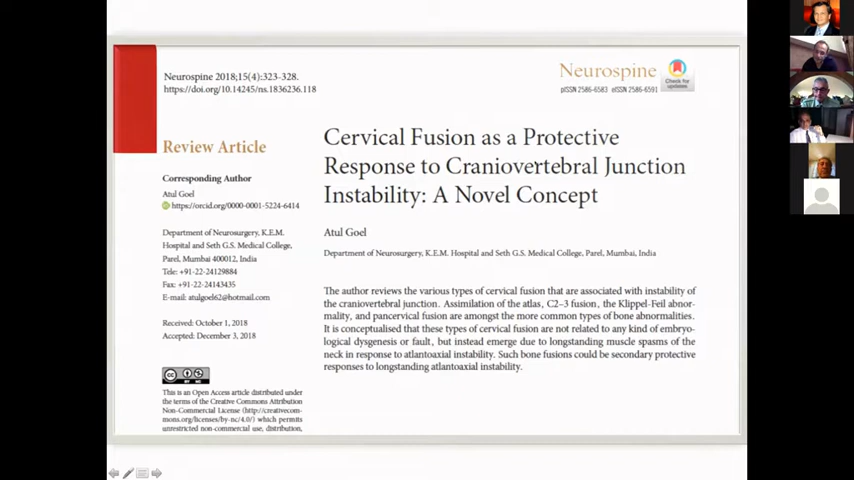 Neurospine 2018;15(4):323-328.
https://doi.org/10.14245/ns.1836236.118
Neurospine
pISSN 2586-6583 eISSN 2586-6591
Check for
updates
Review Article
Corresponding Author
Atul Goel
https://orcid.org/0000-0001-5224-6414
Department of Neurosurgery, K.E.M.
Hospital and Seth G.S. Medical College,
Parel, Mumbai 400012, India
Tele: +91-22-24129884
Fax: +91-22-24143435
E-mail: atulgoel62@hotmail.com
Received: October 1, 2018
Accepted: December 3, 2018
This is an Open Access article distributed under
the terms of the Creative Commons Attribution
Non-Commercial License (http://creativecom-
mons.org/licenses/by-nc/4.0/) which permits
unrestricted non-commercial use, distribution,
Cervical Fusion as a Protective
Response to Craniovertebral Junction
Instability: A Novel Concept
Atul Goel
Department of Neurosurgery, K.E.M. Hospital and Seth G.S. Medical College, Parel, Mumbai, India
The author reviews the various types of cervical fusion that are associated with instability of
the craniovertebral junction. Assimilation of the atlas, C2–3 fusion, the Klippel-Feil abnor-
mality, and pancervical fusion are amongst the more common types of bone abnormalities.
It is conceptualised that these types of cervical fusion are not related to any kind of embryo-
logical dysgenesis or fault, but instead emerge due to longstanding muscle spasms of the
neck in response to atlantoaxial instability. Such bone fusions could be secondary protective
responses to longstanding atlantoaxial instability.